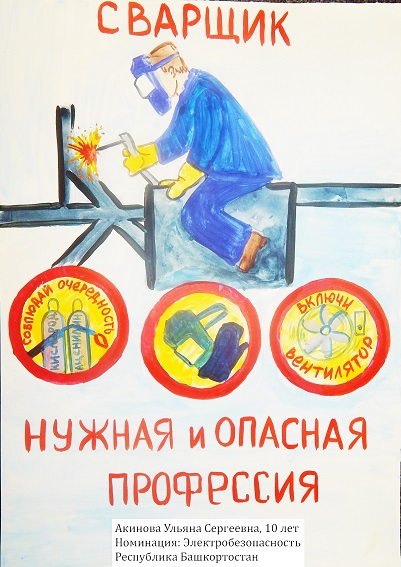 СВАРЩИК
СОБЛЮДАЙ ОЧЕРЕДНОСТЬ
КИСЛОРОД
АЦЕТИЛЕН
ВКЛЮЧИ
ВЕНТИЛЯТОР
НУЖНАЯ и ОПАСНАЯ
ПРОФЕССИЯ
Акинова Ульяна Сергеевна, 10 лет
Номинация: Электробезопасность
Республика Башкортостан